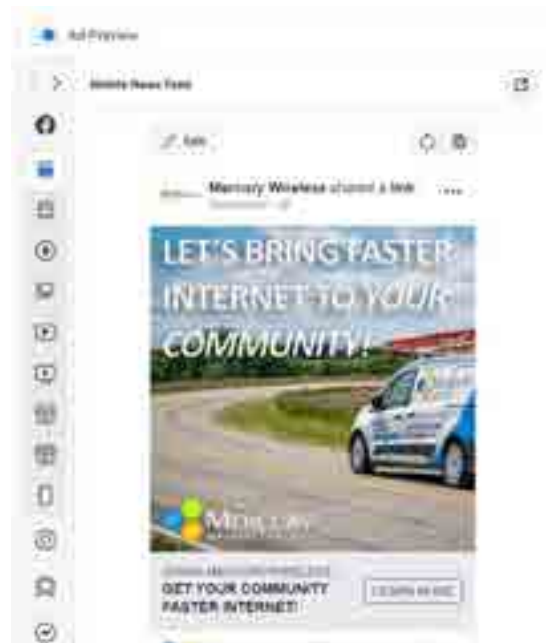 Ad Preview
Mobile News Feed
Edit
Mercury Wireless shared a link
LET'S BRING FASTER
INTERNET TO YOUR
COMMUNITY!
MERCURY
GET YOUR COMMUNITY
FASTER INTERNET!
LEARN MORE